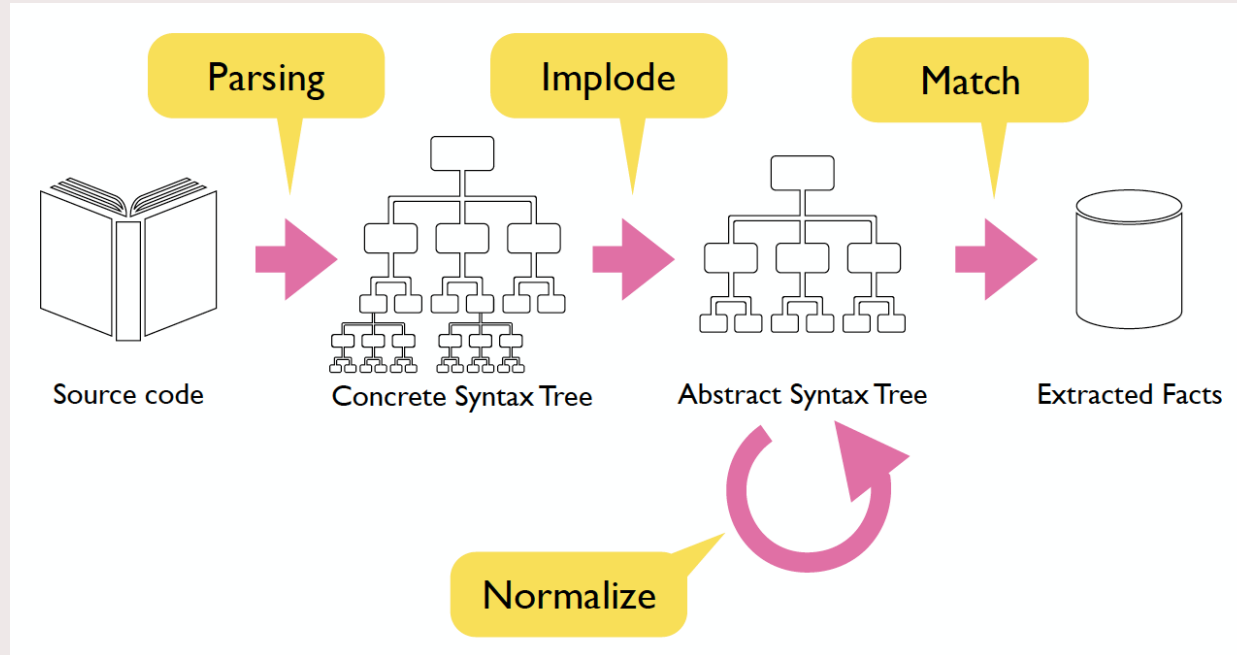 Parsing
Implode
Match
Source code
Concrete Syntax Tree
Abstract Syntax Tree
Extracted Facts
Normalize